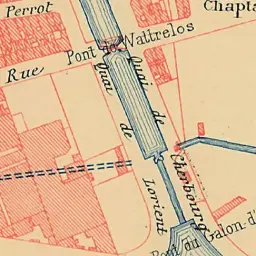 Perrot
Chapta
Pont de Wattrelos
Rue
Quai de Lorient
Quai de Cherbourg
Pont du Galon-d'